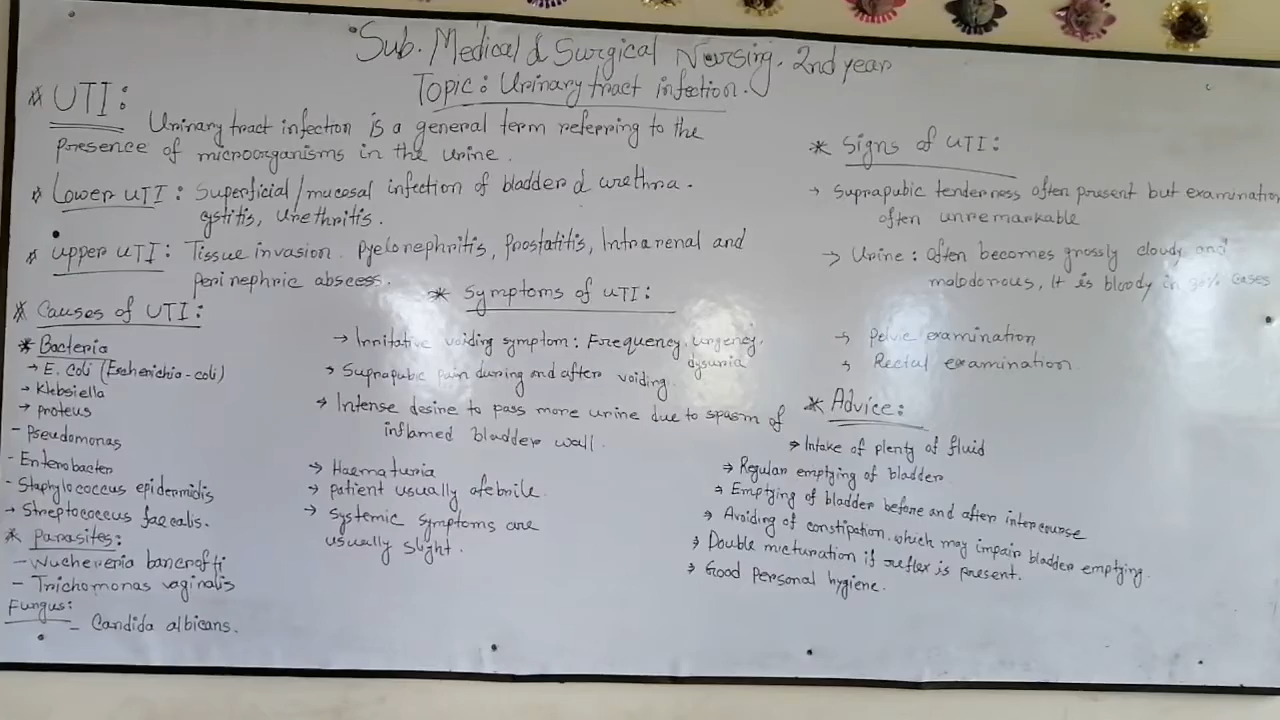 Sub. Medical & Surgical Nursing. 2nd year
Topic: Urinary tract infection.
* UTI:
Urinary tract infection is a general term referring to the
presence of microorganisms in the urine.
* Lower UTI: Superficial/mucosal infection of bladder & urethra.
cystitis, Urethritis.
* Upper UTI: Tissue invasion. Pyelonephritis, Prostatitis, Intrarenal and
perinephric abscess.
* Causes of UTI:
* Bacteria
→ E. coli (Escherichia-coli)
→ Klebsiella
→ proteus
- Pseudomonas
- Enterobacter
- Staphylococcus epidermidis
→ Streptococcus faecalis.
* Parasites:
- Wuchereria bancrofti
- Trichomonas vaginalis
Fungus:
- Candida albicans.
* Symptoms of UTI:
→ Irritative voiding symptom: Forequency, urgency,
dysuria
→ Suprapubic pain during and after voiding.
→ Intense desire to pass more urine due to spasm of
inflamed bladder wall.
→ Haematuria
→ patient usually afebrile.
→ systemic symptoms are
usually slight.
* Signs of UTI:
→ Suprapubic tenderness often present but examination
often unremarkable
→ Urine: often becomes grossly cloudy and
malodorous, It is bloody in 30% cases
→ Pelvic examination
→ Rectal examination
* Advice:
→ Intake of plenty of fluid
→ Regular emptying of bladder
→ Emptying of bladder before and after intercourse
→ Avoiding of constipation, which may impair bladder emptying.
→ Double micturation if reflex is present.
→ Good Personal hygiene.